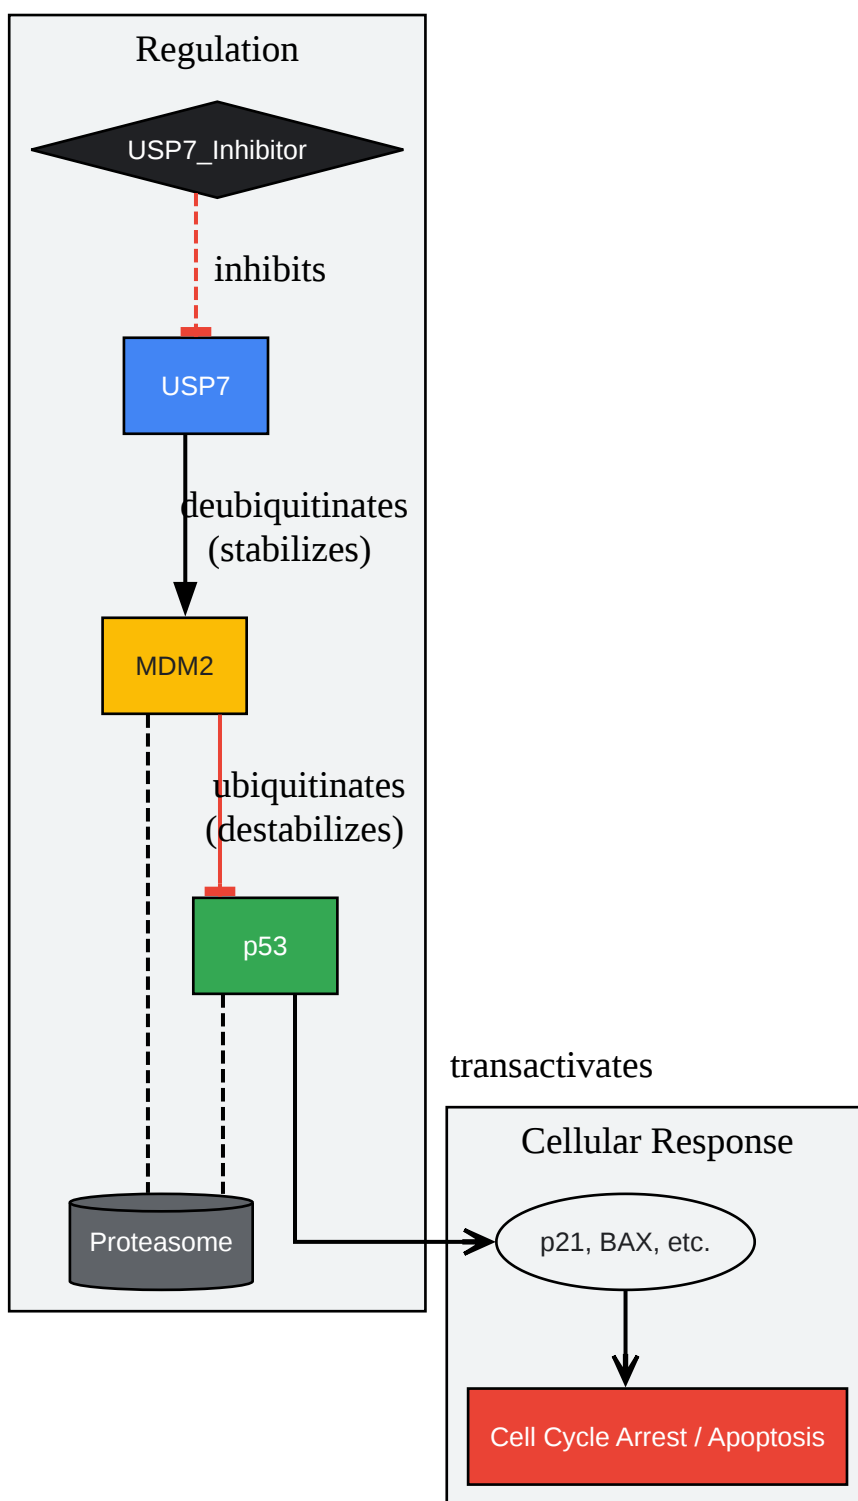 Regulation
USP7_Inhibitor
inhibits
USP7
deubiquitinates
(stabilizes)
MDM2
ubiquitinates
(destabilizes)
p53
transactivates
Cellular Response
Proteasome
p21, BAX, etc.
Cell Cycle Arrest / Apoptosis